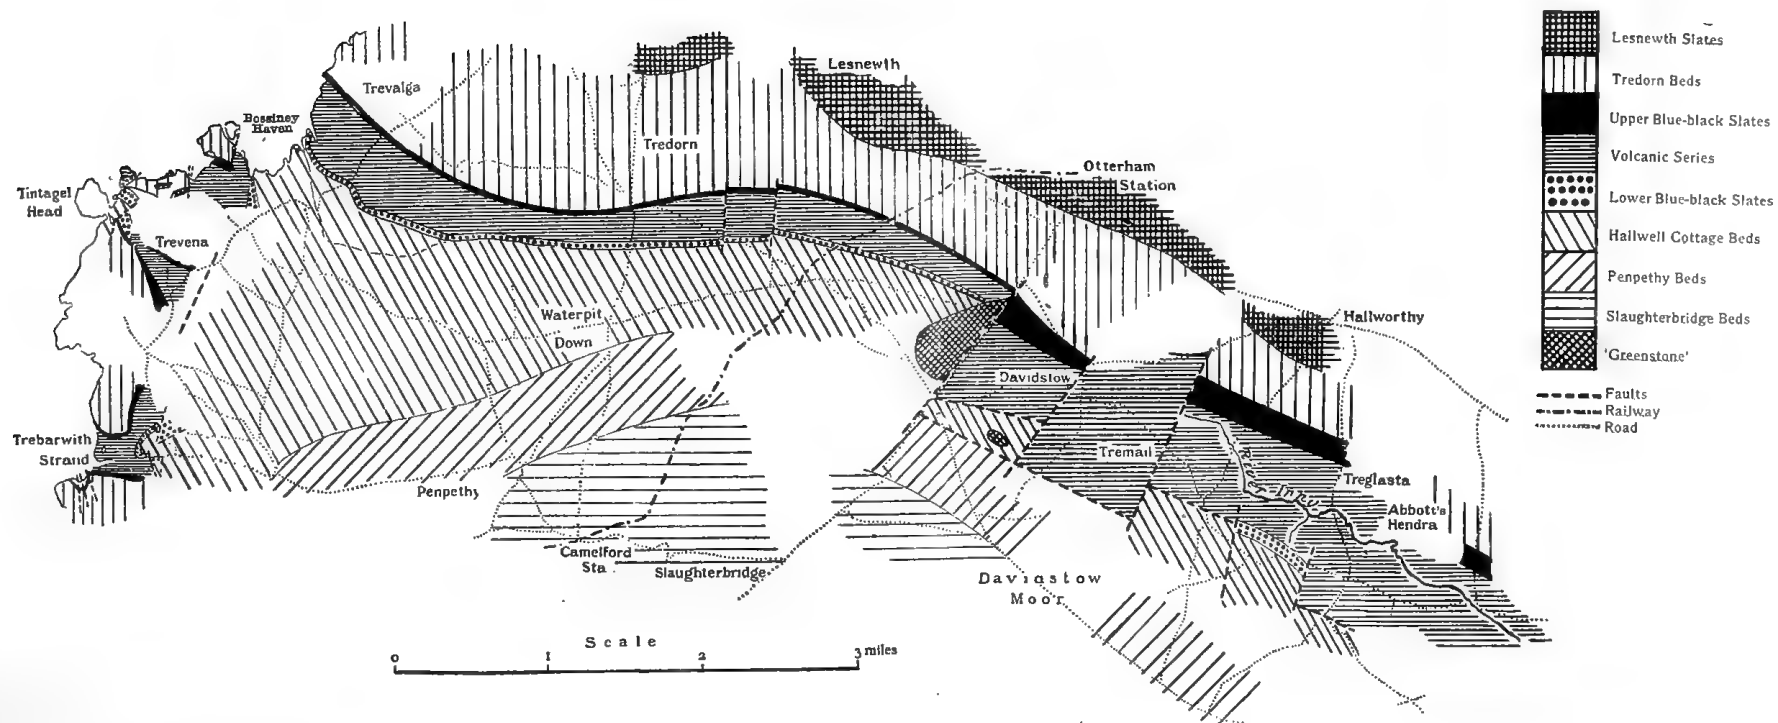 Lesnewth Slates
Tredorn Beds
Upper Blue-black Slates
Volcanic Series
Lower Blue-black Slates
Hallwell Cottage Beds
Penpethy Beds
Slaughterbridge Beds
'Greenstone'
Faults
Railway
Road
Trevalga
Lesnewth
Bossiney
Haven
Tredorn
Otterham
Station
Tintagel
Head
Trevena
Waterpit
Down
Hallworthy
Davidstow
Trebarwith
Strand
Tremail
Penpethy
River Inny
Treglasta
Abbott's
Hendra
Camelford
Sta
Slaughterbridge
Davidstow
Moor
Scale
0 1 2 3 miles